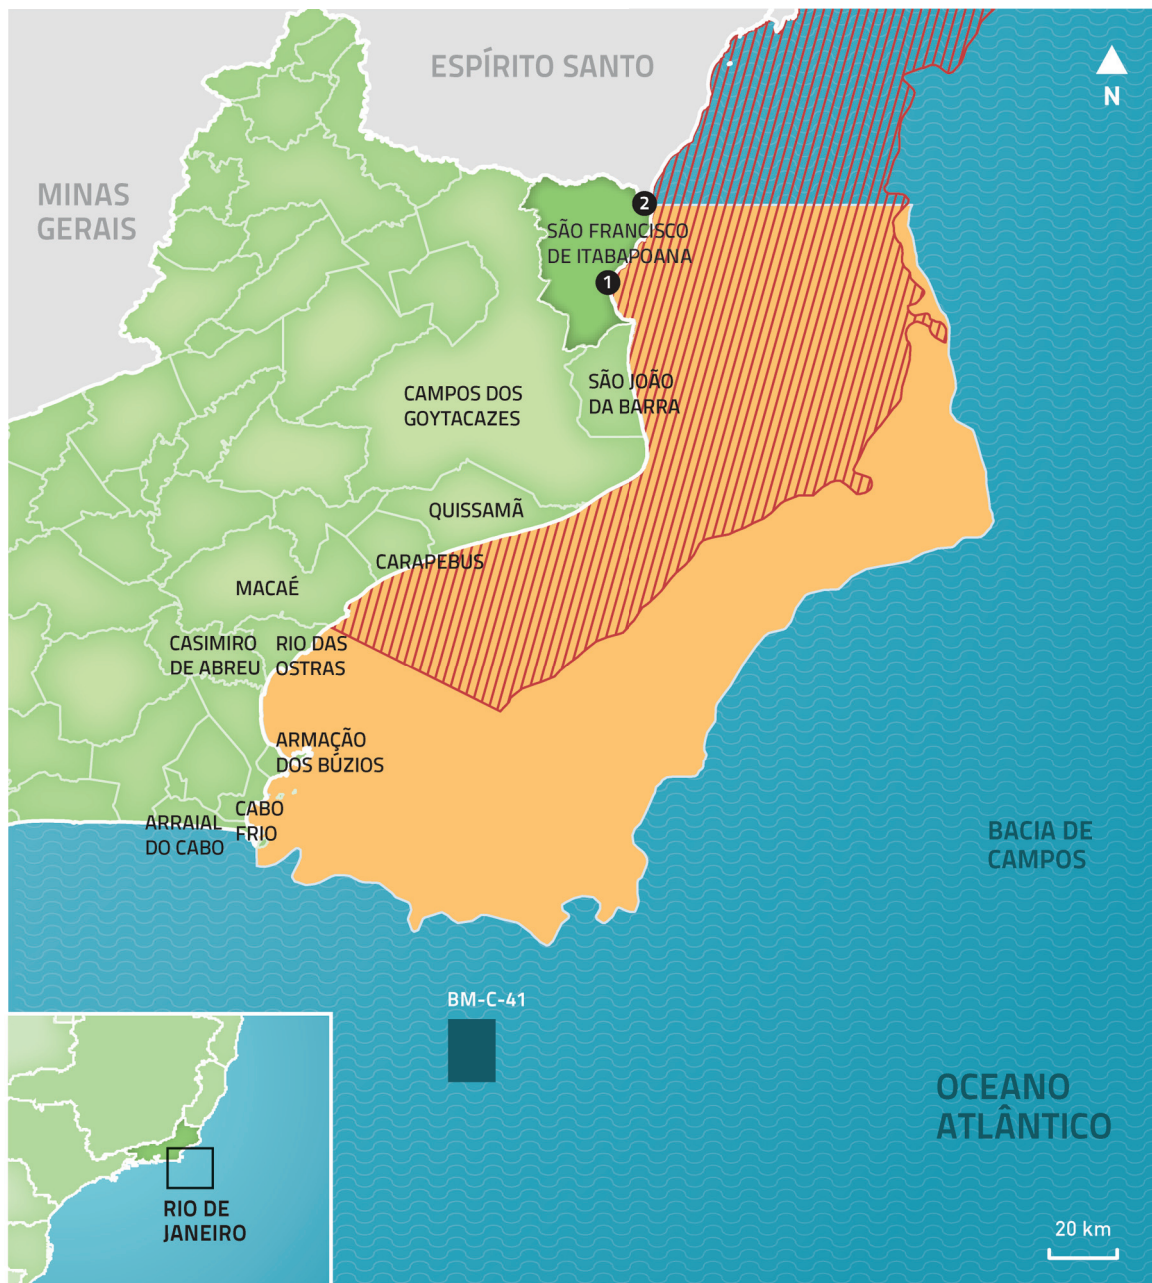 ESPÍRITO SANTO
N
MINAS
GERAIS
2
SÃO FRANCISCO
DE ITABAPOANA
1
SÃO JOÃO
DA BARRA
CAMPOS DOS
GOYTACAZES
QUISSAMÃ
CARAPEBUS
MACAÉ
CASIMIRO
DE ABREU
RIO DAS
OSTRAS
ARMAÇÃO
DOS BÚZIOS
CABO
FRIO
ARRAIAL
DO CABO
BACIA DE
CAMPOS
BM-C-41
OCEANO
ATLÂNTICO
RIO DE
JANEIRO
20 km